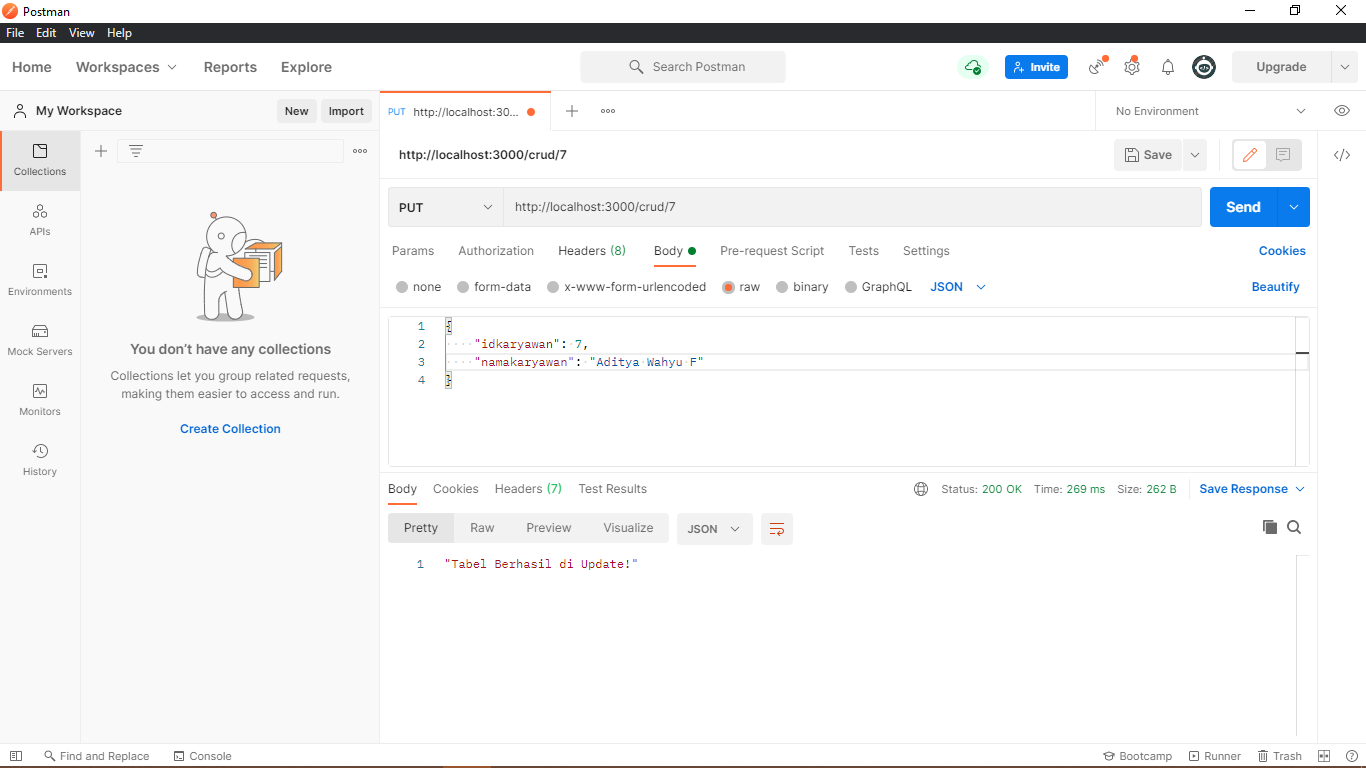 Postman
File Edit View Help
Home Workspaces Reports Explore Search Postman Invite Upgrade
My Workspace New Import PUT http://localhost:30... No Environment
Collections
APIs
Environments
Mock Servers
Monitors
History
You don't have any collections
Collections let you group related requests,
making them easier to access and run.
Create Collection
http://localhost:3000/crud/7 Save
PUT http://localhost:3000/crud/7 Send
Params Authorization Headers (8) Body Pre-request Script Tests Settings Cookies
none form-data x-www-form-urlencoded raw binary GraphQL JSON Beautify
1 {
2 "idkaryawan": 7,
3 "namakaryawan": "Aditya Wahyu F"
4 }
Body Cookies Headers (7) Test Results Status: 200 OK Time: 269 ms Size: 262 B Save Response
Pretty Raw Preview Visualize JSON
1 "Tabel Berhasil di Update!"
Find and Replace Console Bootcamp Runner Trash